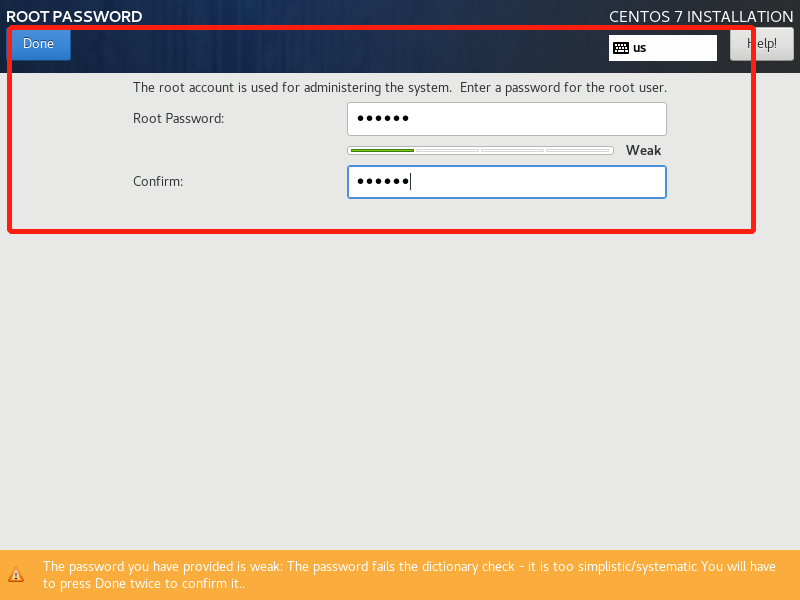 ROOT PASSWORD
CENTOS 7 INSTALLATION
Done
us
Help!
The root account is used for administering the system.  Enter a password for the root user.
Root Password:
●●●●●●
Weak
Confirm:
●●●●●●
The password you have provided is weak: The password fails the dictionary check - it is too simplistic/systematic You will have
to press Done twice to confirm it..